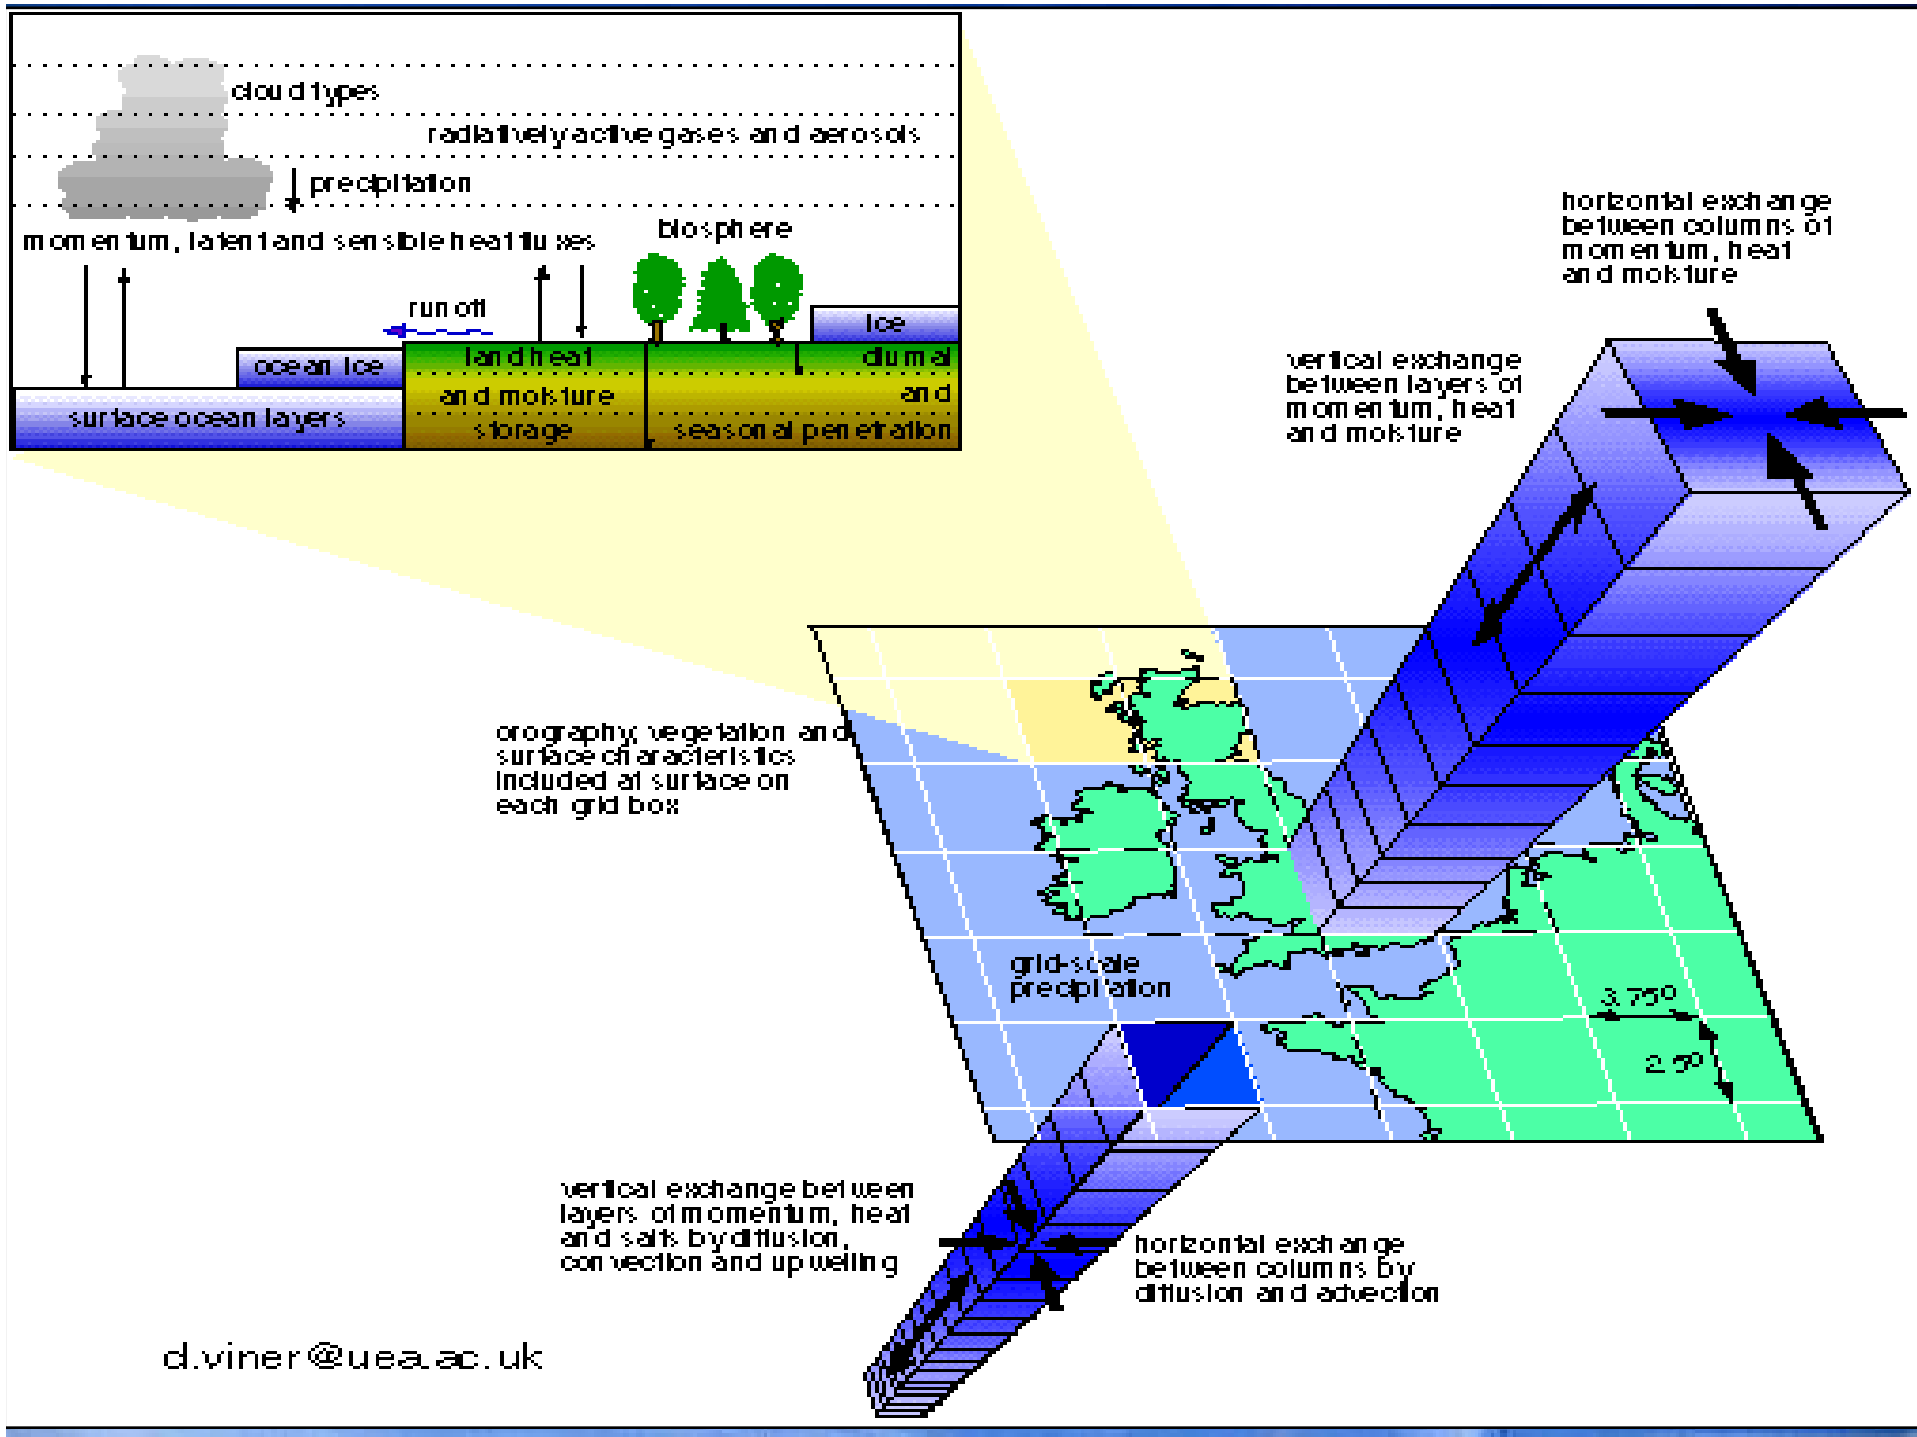 cloud types
radiatively active gases and aerosols
precipitation
momentum, latent and sensible heat fluxes
biosphere
run off
ice
ocean ice
land heat
and moisture
storage
diurnal
and
seasonal penetration
surface ocean layers
horizontal exchange
between columns of
momentum, heat
and moisture
vertical exchange
between layers of
momentum, heat
and moisture
orography, vegetation and
surface characteristics
included at surface on
each grid box
grid-scale
precipitation
3.75°
2.5°
vertical exchange between
layers of momentum, heat
and salts by diffusion,
convection and upwelling
horizontal exchange
between columns by
diffusion and advection
d.viner@uea.ac.uk